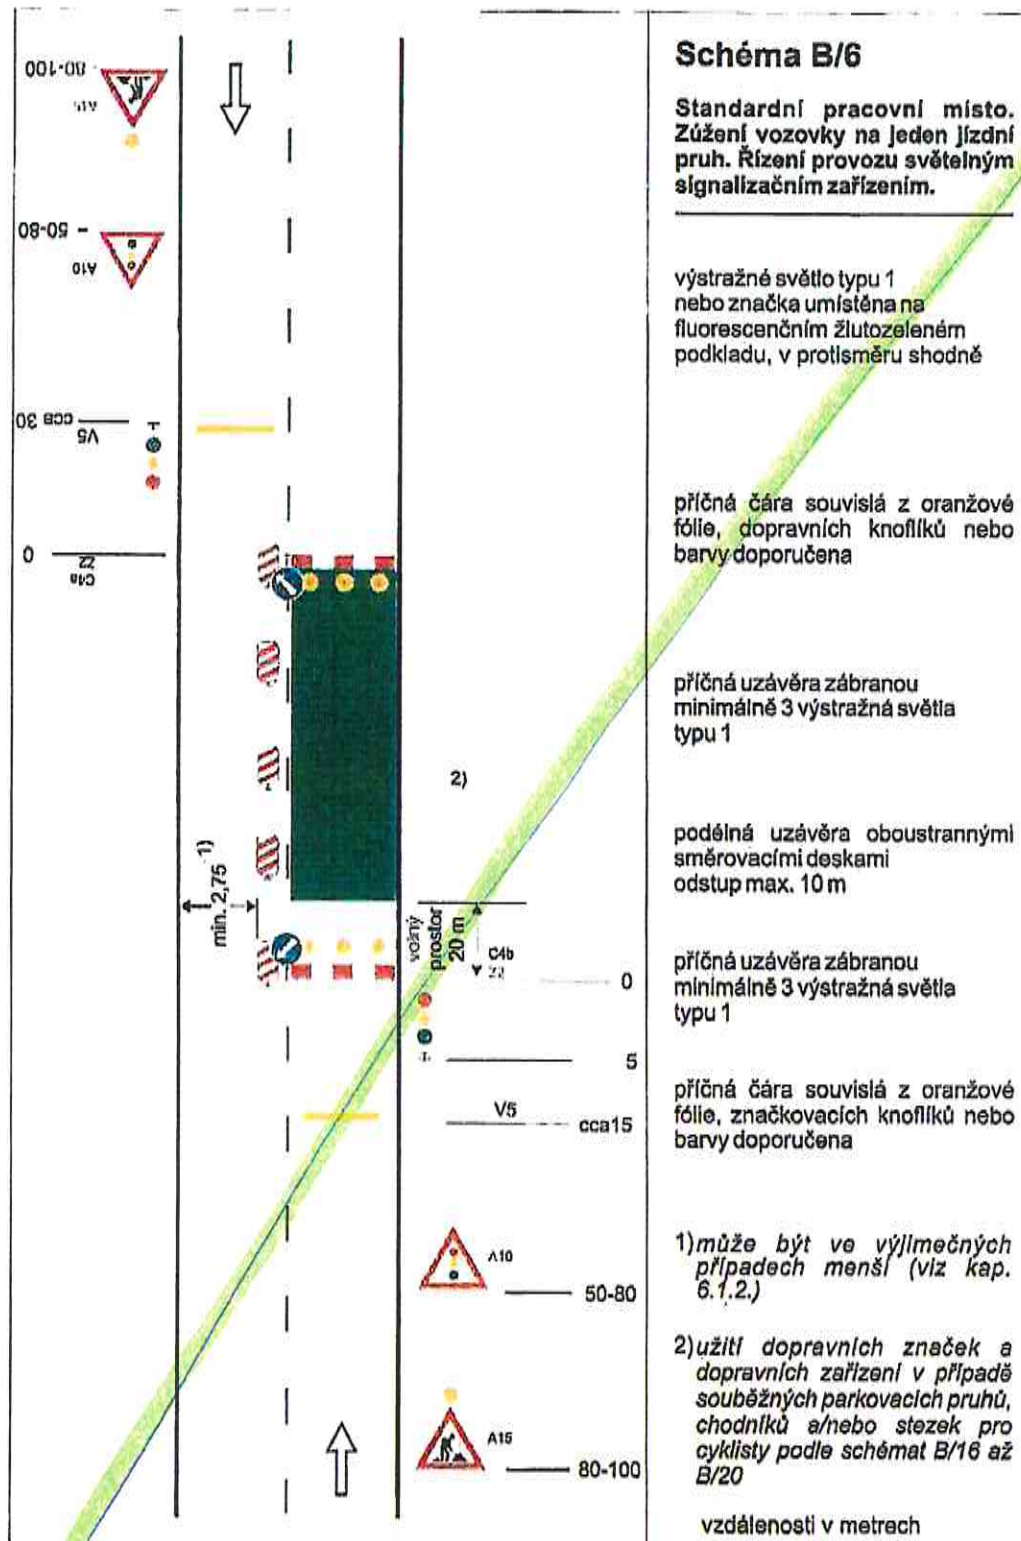 Schéma B/6
Standardní pracovní místo.
Zúžení vozovky na jeden jízdní
pruh. Řízení provozu světelným
signalizačním zařízením.
výstražné světlo typu 1
nebo značka umístěna na
fluorescenčním žlutozeleném
podkladu, v protisměru shodně
příčná čára souvislá z oranžové
fólie, dopravních knoflíků nebo
barvy doporučena
příčná uzávěra zábranou
minimálně 3 výstražná světla
typu 1
podélná uzávěra oboustrannými
směrovacími deskami
odstup max. 10 m
příčná uzávěra zábranou
minimálně 3 výstražná světla
typu 1
příčná čára souvislá z oranžové
fólie, značkovacích knoflíků nebo
barvy doporučena
1) může být ve výjimečných
případech menší (viz kap.
6.1.2.)
2) užití dopravních značek a
dopravních zařízení v případě
souběžných parkovacích pruhů,
chodníků a/nebo stezek pro
cyklisty podle schémat B/16 až
B/20
vzdálenosti v metrech
80-100
A15
50-80
A10
cca 30
V5
0
C4a
Z2
min. 2,75 1)
2)
volný
prostor
20 m
C4b
Z2
0
5
V5
cca15
A10
50-80
A15
80-100